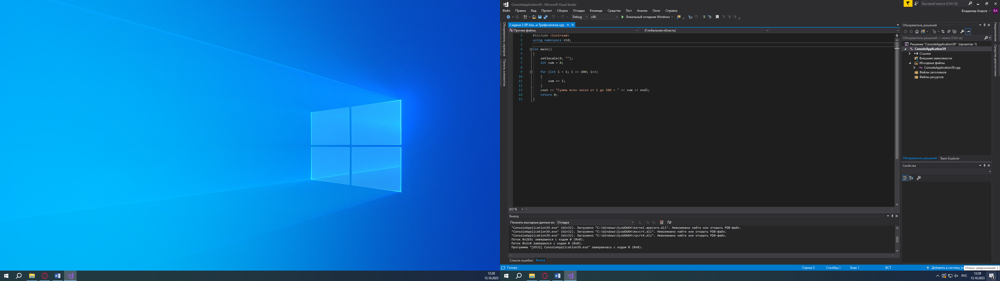 ConsoleApplication39 - Microsoft Visual Studio
Быстрый запуск (Ctrl+Q)
Файл Правка Вид Проект Сборка Отладка Команда Средства Тест Анализ Окно Справка
Владимир Азаров ВА
Debug x86 Локальный отладчик Windows
Обозреватель серверов
Панель элементов
3 задача 5 ЛР Аза...и Трифоченков.cpp
Прочие файлы (Глобальная область)
1 #include <iostream>
2 using namespace std;
3
4 int main()
5 {
6 setlocale(0, "");
7 int sum = 0;
8
9 for (int i = 1; i <= 200; i++)
10 {
11 sum += i;
12 }
13 cout << "Сумма всех чисел от 1 до 200 = " << sum << endl;
14 return 0;
15 }
103 %
Вывод
Показать выходные данные из: Отладка
"ConsoleApplication39.exe" (Win32). Загружено "C:\Windows\SysWOW64\kernel.appcore.dll". Невозможно найти или открыть PDB-файл.
"ConsoleApplication39.exe" (Win32). Загружено "C:\Windows\SysWOW64\msvcrt.dll". Невозможно найти или открыть PDB-файл.
"ConsoleApplication39.exe" (Win32). Загружено "C:\Windows\SysWOW64\rpcrt4.dll". Невозможно найти или открыть PDB-файл.
Поток 0x2b5c завершился с кодом 0 (0x0).
Поток 0x2c0 завершился с кодом 0 (0x0).
Программа "[6532] ConsoleApplication39.exe" завершилась с кодом 0 (0x0).
Список ошибок Вывод
Обозреватель решений
Обозреватель решений — поиск (Ctrl+ж)
Решение "ConsoleApplication39" (проектов: 1)
ConsoleApplication39
Ссылки
Внешние зависимости
Исходные файлы
ConsoleApplication39.cpp
Файлы заголовков
Файлы ресурсов
Обозреватель решений Team Explorer
Свойства
Уведомления
Средства диагностики
Готово Строка 3 Столбец 1 Знак 1 ВСТ Добавить в систему уп
Новых уведомлений: 3
12:28
13.10.2023
РУС
12:28
13.10.2023
3